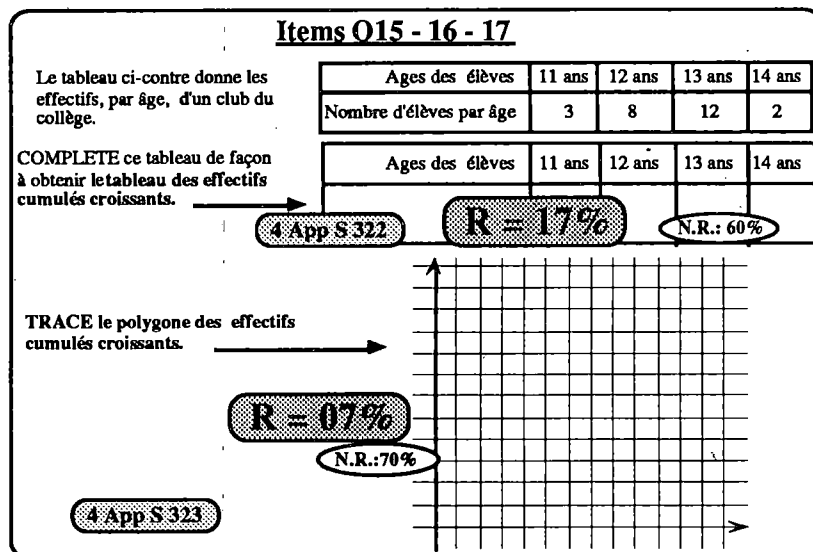 Items O15 - 16 - 17
Le tableau ci-contre donne les
effectifs, par âge, d'un club du
collège.
Ages des élèves 11 ans 12 ans 13 ans 14 ans
Nombre d'élèves par âge 3 8 12 2
COMPLETE ce tableau de façon
à obtenir le tableau des effectifs
cumulés croissants.
Ages des élèves 11 ans 12 ans 13 ans 14 ans
4 App S 322
R = 17%
N.R.: 60%
TRACE le polygone des effectifs
cumulés croissants.
R = 07%
N.R.:70%
4 App S 323